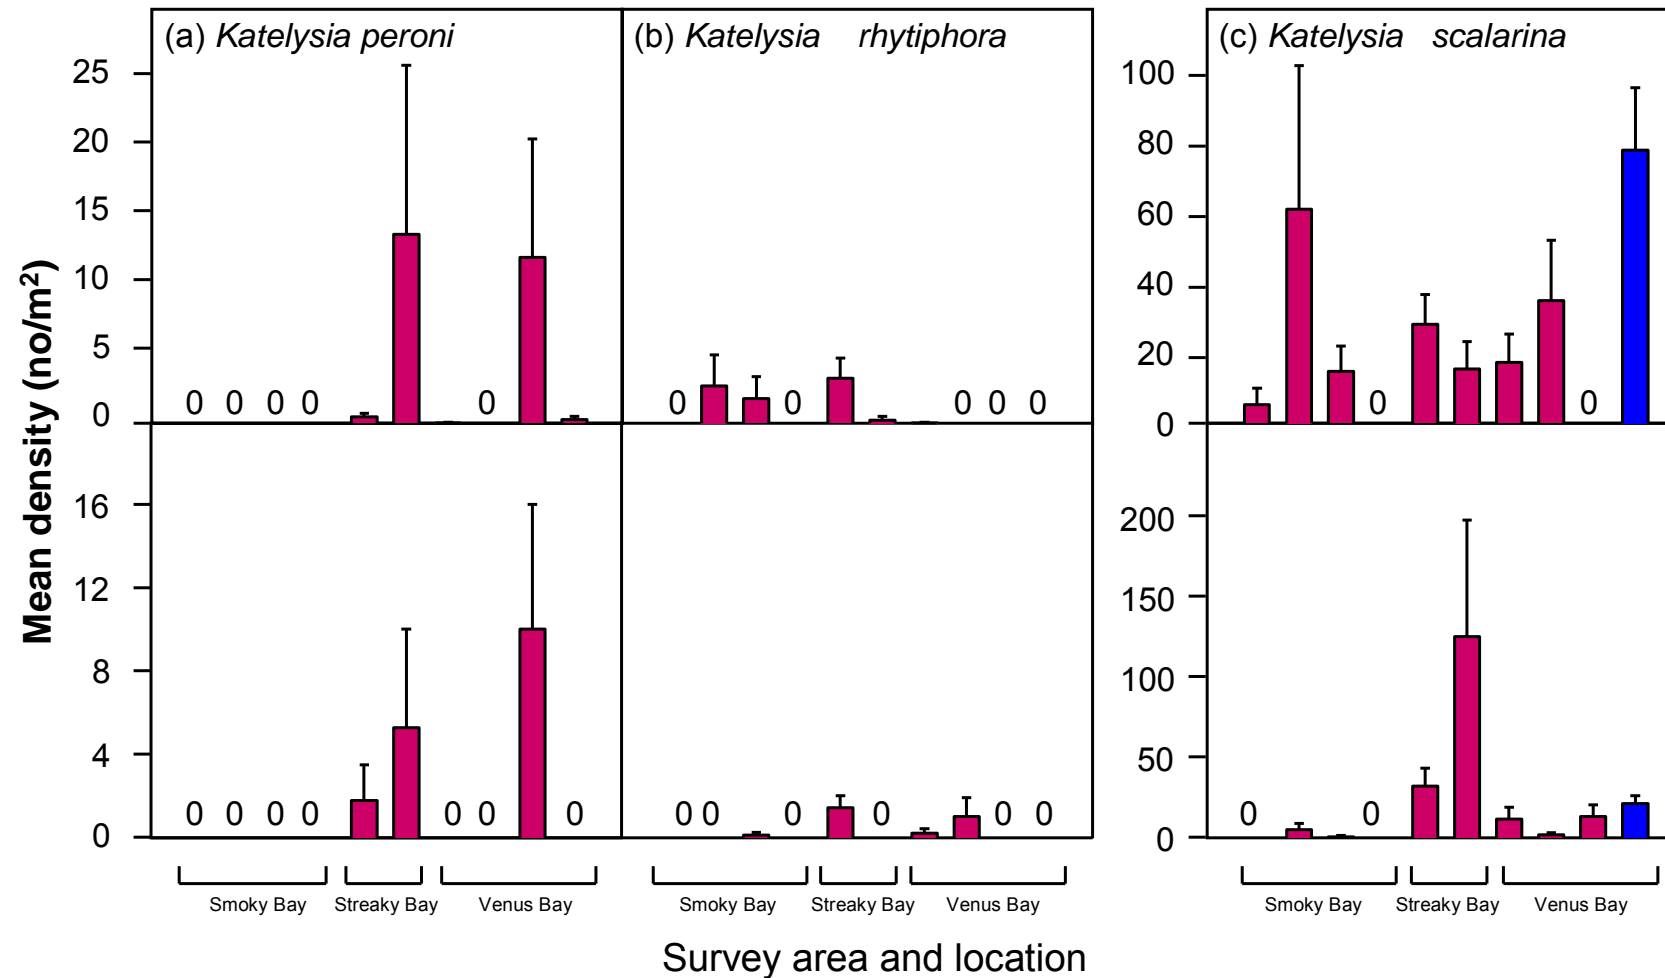 (a) Katelysia peroni
(b) Katelysia rhytiphora
(c) Katelysia scalarina
Mean density (no/m²)
25
20
15
10
5
0
0 0 0 0 0
0 0 0 0 0
100
80
60
40
20
0
0 0
16
12
8
4
0
0 0 0 0 0 0 0
0 0 0 0 0 0
200
150
100
50
0
0 0
Smoky Bay Streaky Bay Venus Bay
Smoky Bay Streaky Bay Venus Bay
Smoky Bay Streaky Bay Venus Bay
Survey area and location